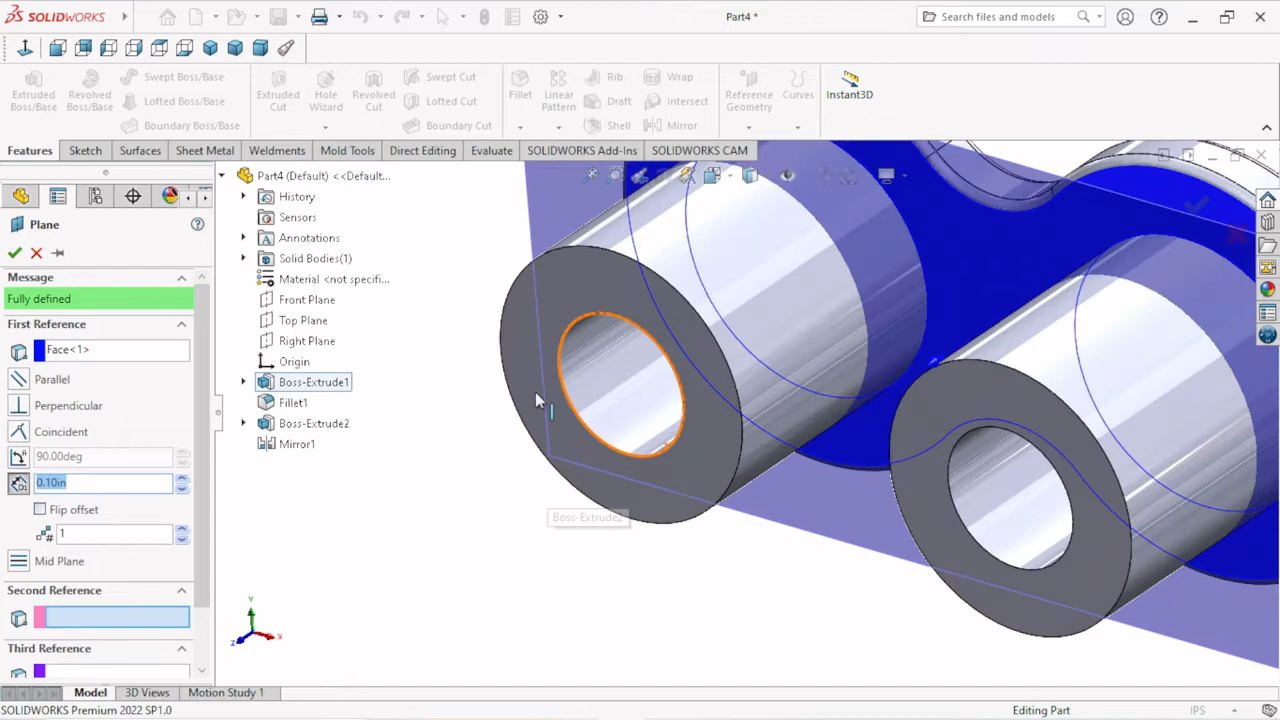 SOLIDWORKS
Part4 *
Search files and models
Extruded Boss/Base
Revolved Boss/Base
Swept Boss/Base
Lofted Boss/Base
Boundary Boss/Base
Extruded Cut
Hole Wizard
Revolved Cut
Swept Cut
Lofted Cut
Boundary Cut
Fillet
Linear Pattern
Rib
Draft
Shell
Wrap
Intersect
Mirror
Reference Geometry
Curves
Instant3D
Features
Sketch
Surfaces
Sheet Metal
Weldments
Mold Tools
Direct Editing
Evaluate
SOLIDWORKS Add-Ins
SOLIDWORKS CAM
Plane
Message
Fully defined
First Reference
Face<1>
Parallel
Perpendicular
Coincident
90.00deg
0.10in
Flip offset
1
Mid Plane
Second Reference
Third Reference
Part4 (Default) <<Default...
History
Sensors
Annotations
Solid Bodies(1)
Material <not specifi...
Front Plane
Top Plane
Right Plane
Origin
Boss-Extrude1
Fillet1
Boss-Extrude2
Mirror1
Boss-Extrude2
Y
X
Z
Model
3D Views
Motion Study 1
SOLIDWORKS Premium 2022 SP1.0
Editing Part
IPS